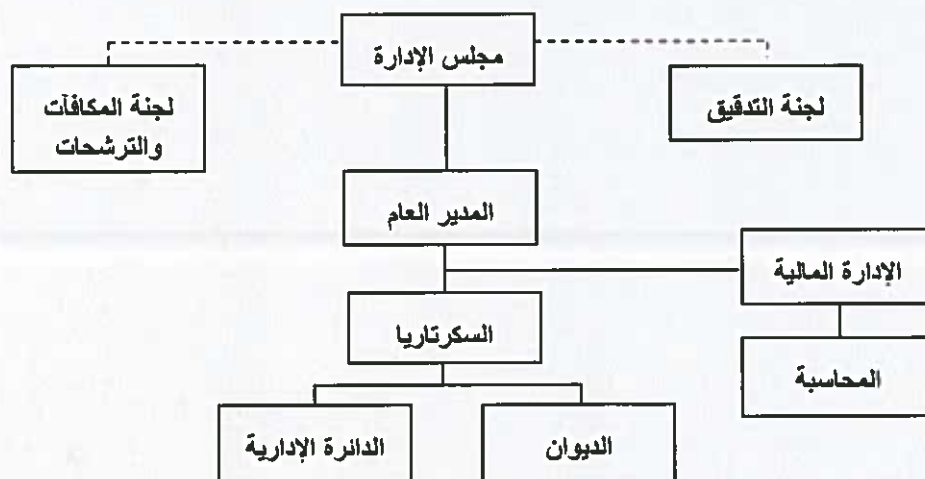 مجلس الإدارة
لجنة التدقيق
لجنة المكافآت
والترشحات
المدير العام
الإدارة المالية
السكرتاريا
المحاسبة
الديوان
الدائرة الإدارية